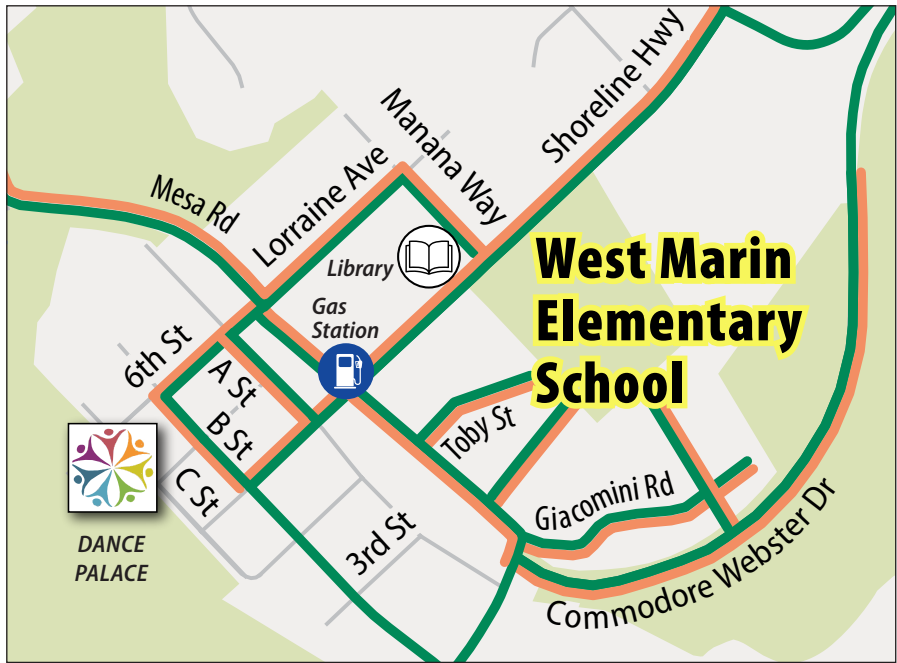 Shoreline Hwy
Manana Way
Lorraine Ave
Mesa Rd
Library
Gas
Station
West Marin
Elementary
School
6th St
A St
B St
C St
Toby St
Giacomini Rd
3rd St
Commodore Webster Dr
DANCE
PALACE